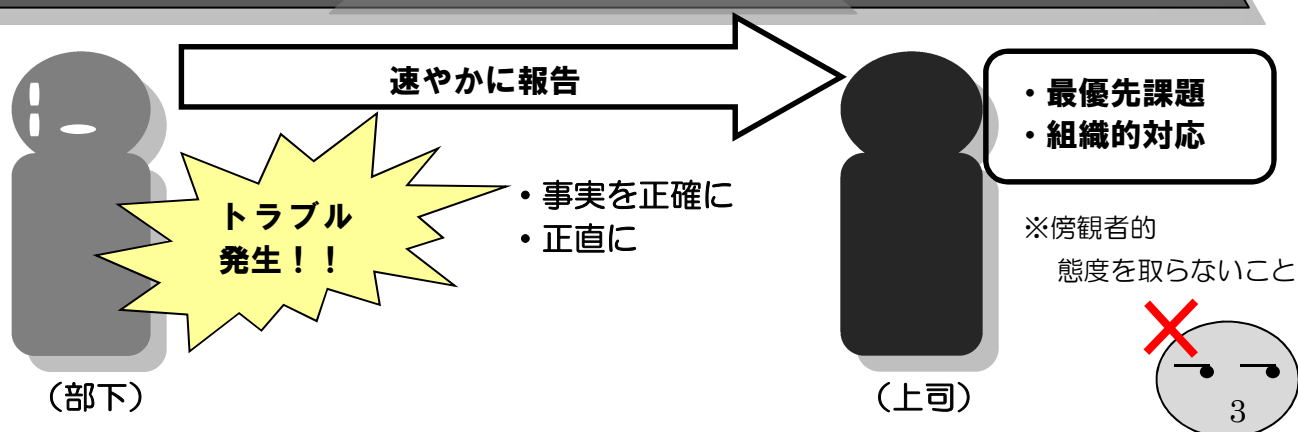 速やかに報告
・最優先課題
・組織的対応
トラブル
発生！！
・事実を正確に
・正直に
※傍観者的
態度を取らないこと
（部下）
（上司）
3